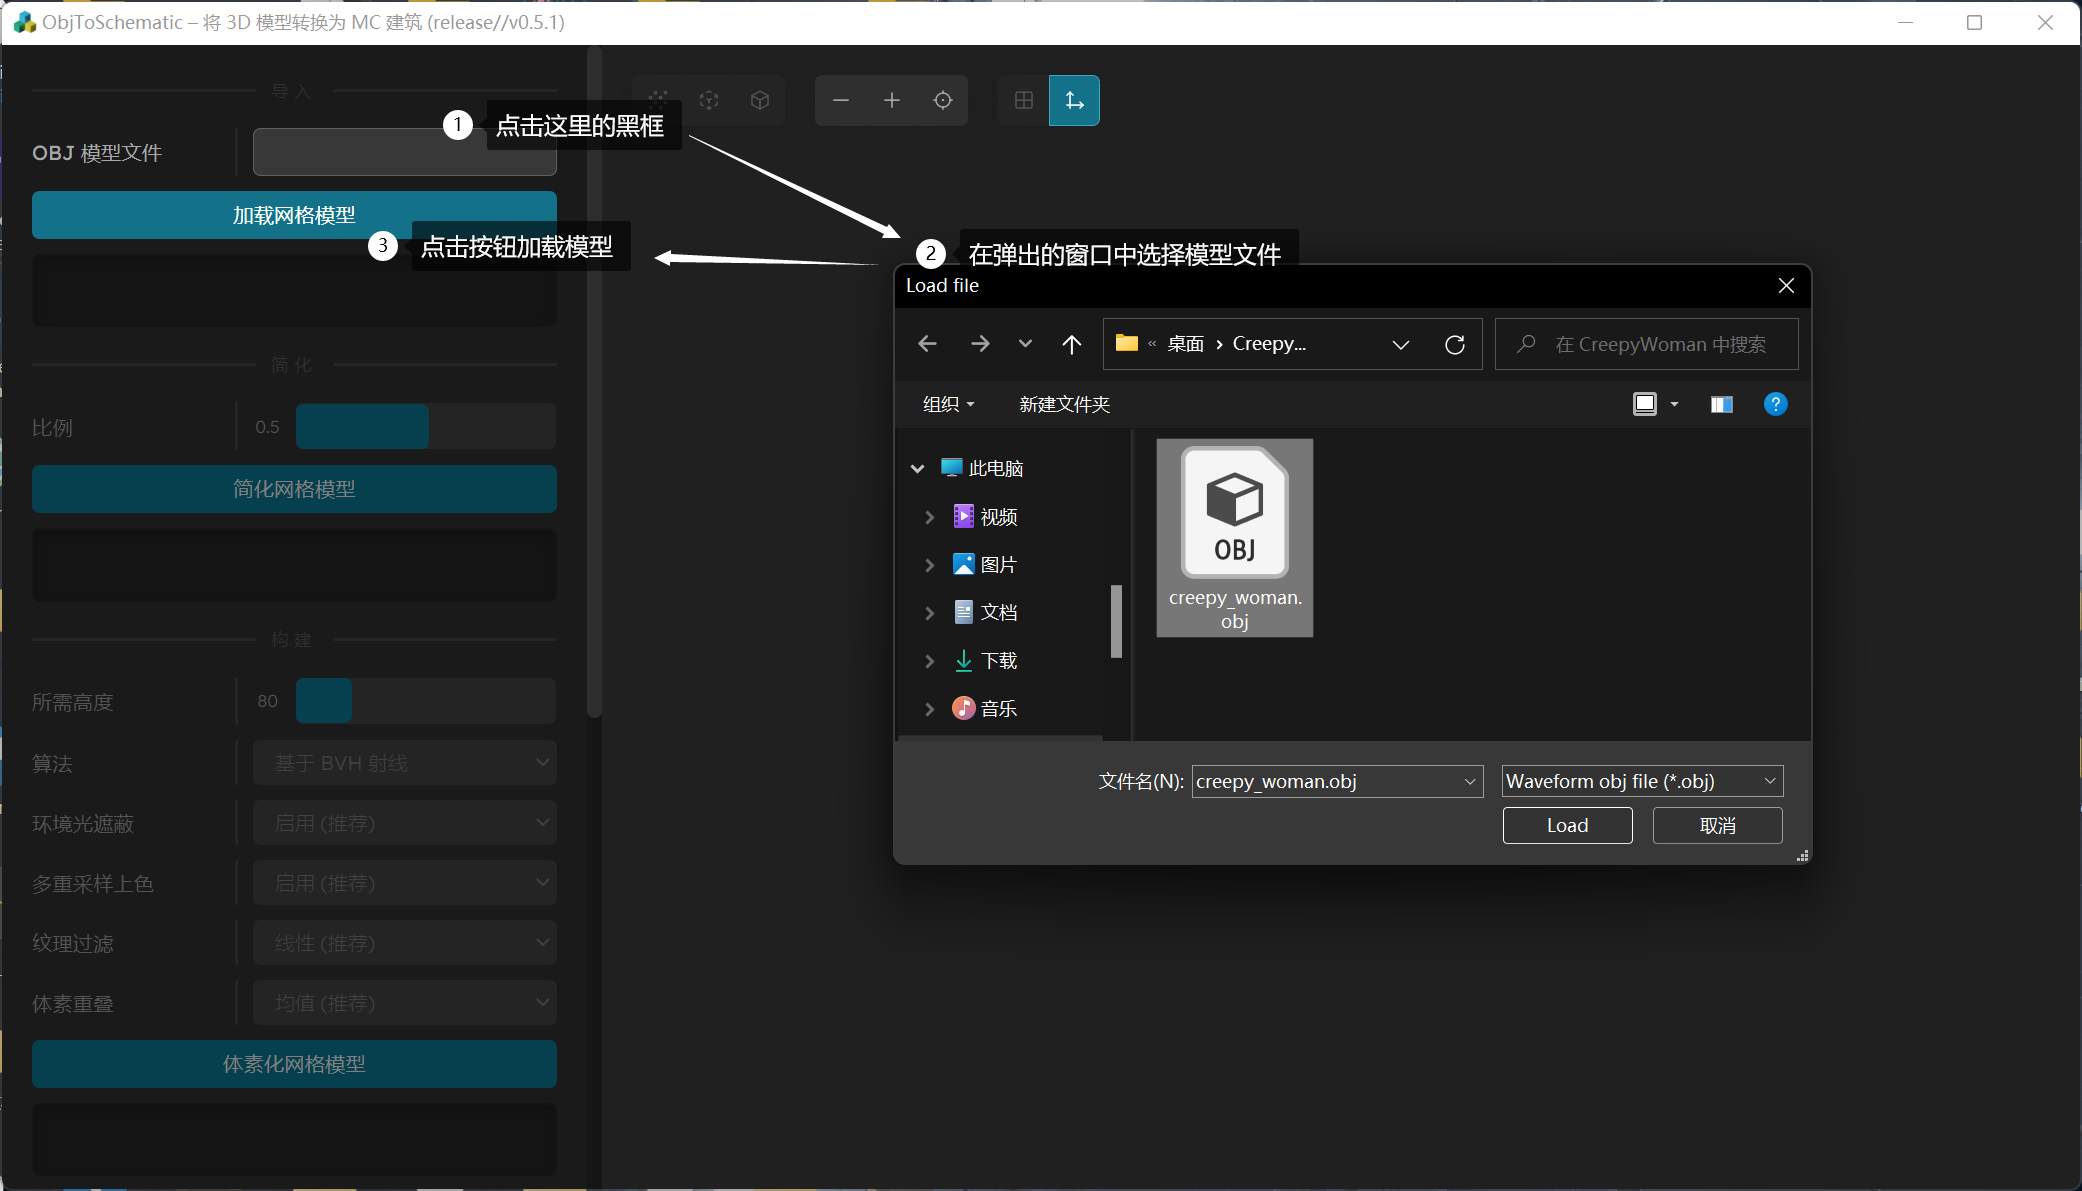 ObjToSchematic – 将 3D 模型转换为 MC 建筑 (release//v0.5.1)
导入
1 点击这里的黑框
OBJ 模型文件
加载网格模型
3 点击按钮加载模型
简化
比例 0.5
简化网格模型
构建
所需高度 80
算法 基于 BVH 射线
环境光遮蔽 启用 (推荐)
多重采样上色 启用 (推荐)
纹理过滤 线性 (推荐)
体素重叠 均值 (推荐)
体素化网格模型
2 在弹出的窗口中选择模型文件
Load file
« 桌面 › Creepy...
在 CreepyWoman 中搜索
组织 新建文件夹
此电脑
视频
图片
文档
下载
音乐
OBJ
creepy_woman.
obj
文件名(N): creepy_woman.obj Waveform obj file (*.obj)
Load 取消